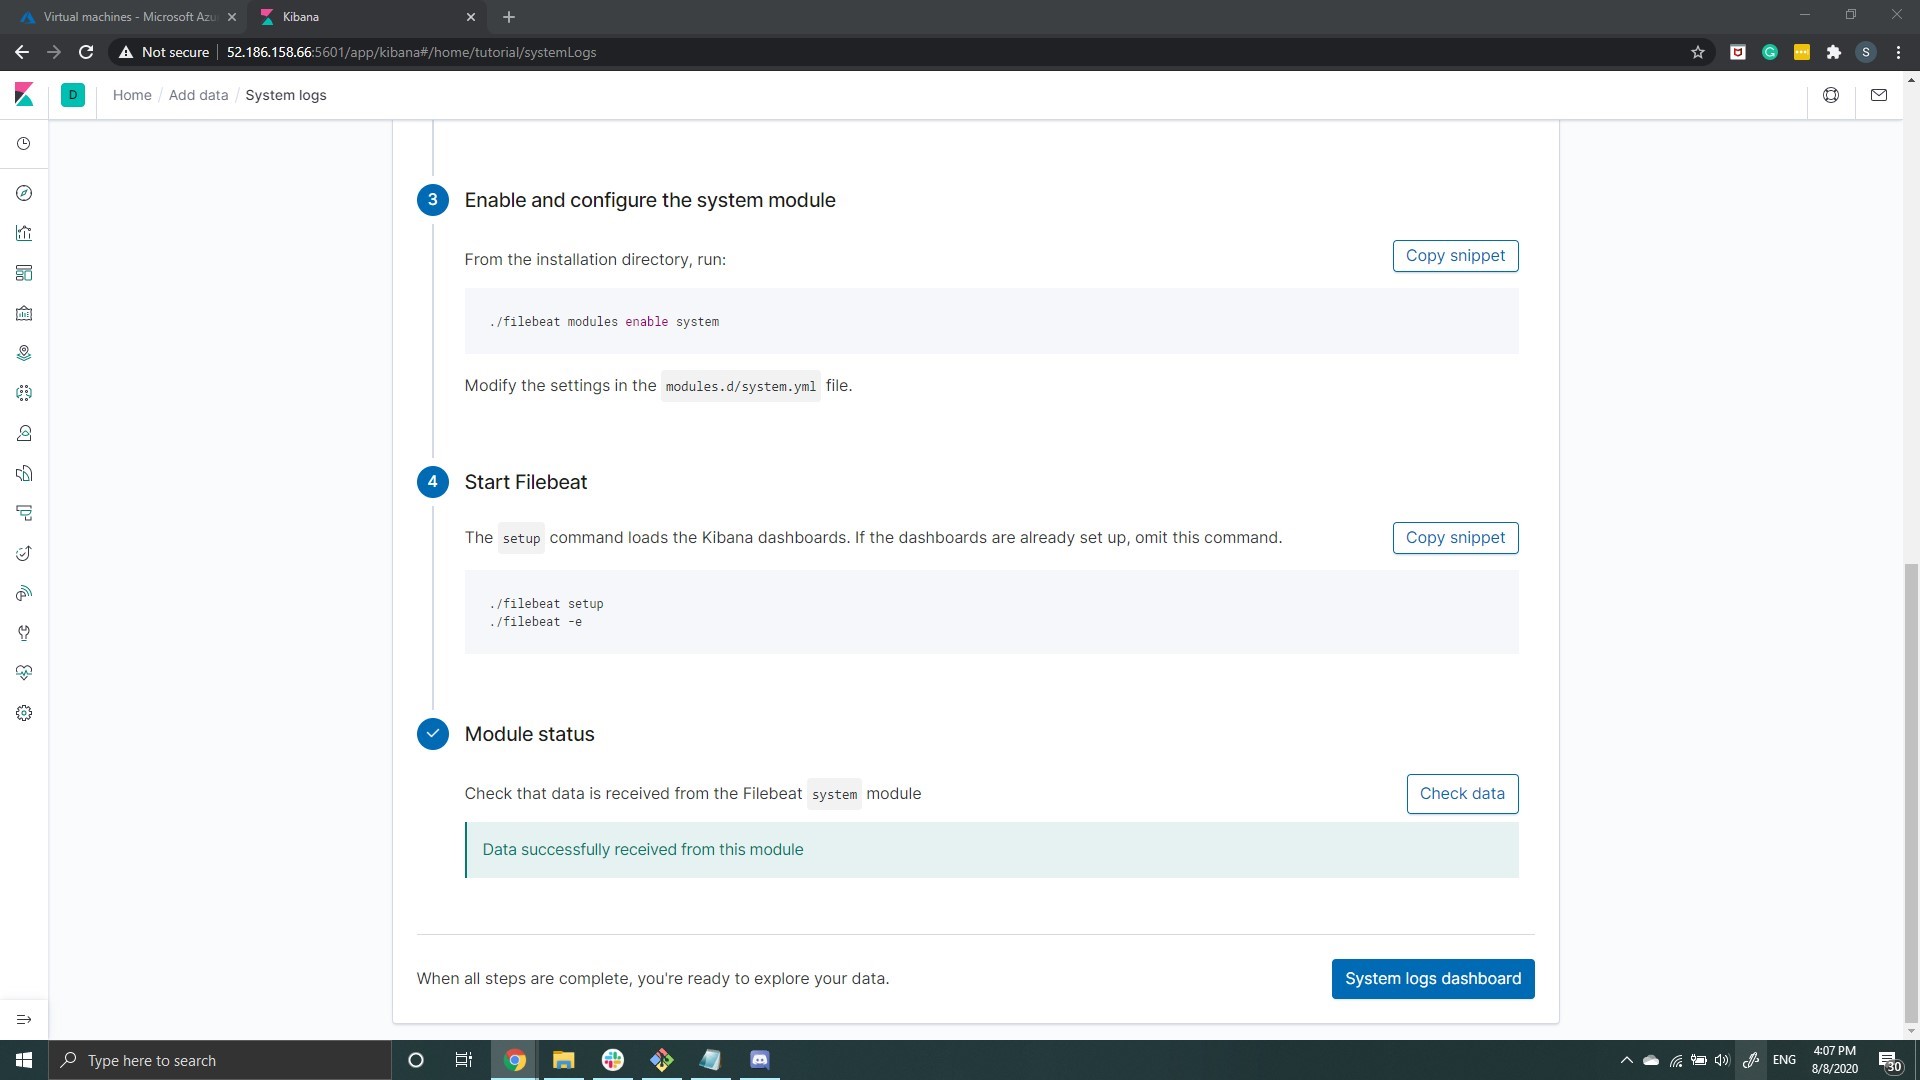 Virtual machines - Microsoft Azu
Kibana
Not secure
52.186.158.66:5601/app/kibana#/home/tutorial/systemLogs
S
D
Home / Add data / System logs
3
Enable and configure the system module
From the installation directory, run:
Copy snippet
./filebeat modules enable system
Modify the settings in the modules.d/system.yml file.
4
Start Filebeat
The setup command loads the Kibana dashboards. If the dashboards are already set up, omit this command.
Copy snippet
./filebeat setup
./filebeat -e
Module status
Check that data is received from the Filebeat system module
Check data
Data successfully received from this module
When all steps are complete, you're ready to explore your data.
System logs dashboard
Type here to search
ENG
4:07 PM
8/8/2020
30